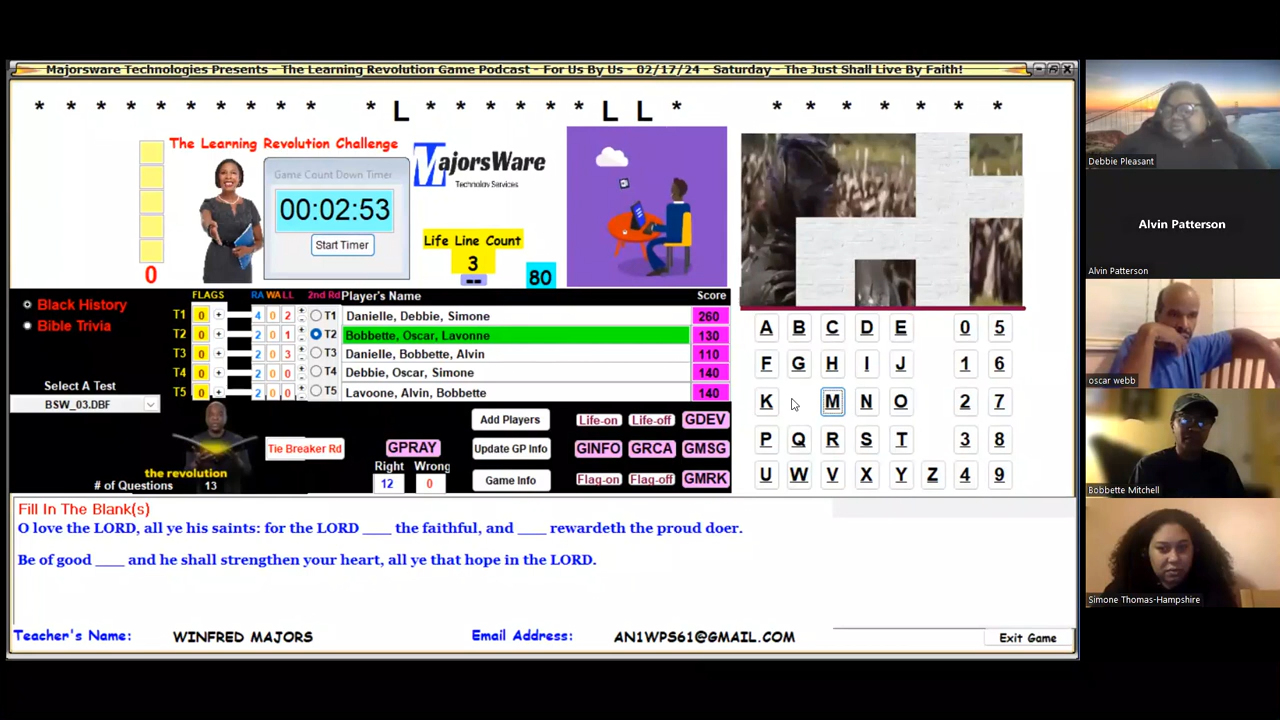 Majorsware Technologies Presents - The Learning Revolution Game Podcast - For Us By Us - 02/17/24 - Saturday - The Just Shall Live By Faith!
* * * * * * * * * * L * * * * * L L * * * * * * * *
The Learning Revolution Challenge
Game Count Down Timer
00:02:53
Start Timer
0
MajorsWare
Technology Services
Life Line Count
3
--
80
Black History
Bible Trivia
Select A Test
BSW_03.DBF
the revolution
# of Questions 13
FLAGS RA WA LL 2nd Rd Player's Name Score
T1 0 + 4 0 2 T1 Danielle, Debbie, Simone 260
T2 0 + 2 0 1 T2 Bobbette, Oscar, Lavonne 130
T3 0 + 2 0 3 T3 Danielle, Bobbette, Alvin 110
T4 0 + 2 0 0 T4 Debbie, Oscar, Simone 140
T5 0 + 2 0 0 T5 Lavoone, Alvin, Bobbette 140
Tie Breaker Rd
GPRAY
Right Wrong
12 0
Add Players Life-on Life-off GDEV
Update GP Info GINFO GRCA GMSG
Game Info Flag-on Flag-off GMRK
A B C D E 0 5
F G H I J 1 6
K M N O 2 7
P Q R S T 3 8
U W V X Y Z 4 9
Fill In The Blank(s)
O love the LORD, all ye his saints: for the LORD ____ the faithful, and ____ rewardeth the proud doer.
Be of good ____ and he shall strengthen your heart, all ye that hope in the LORD.
Teacher's Name: WINFRED MAJORS Email Address: AN1WPS61@GMAIL.COM
Exit Game
Debbie Pleasant
Alvin Patterson
Alvin Patterson
oscar webb
Bobbette Mitchell
Simone Thomas-Hampshire